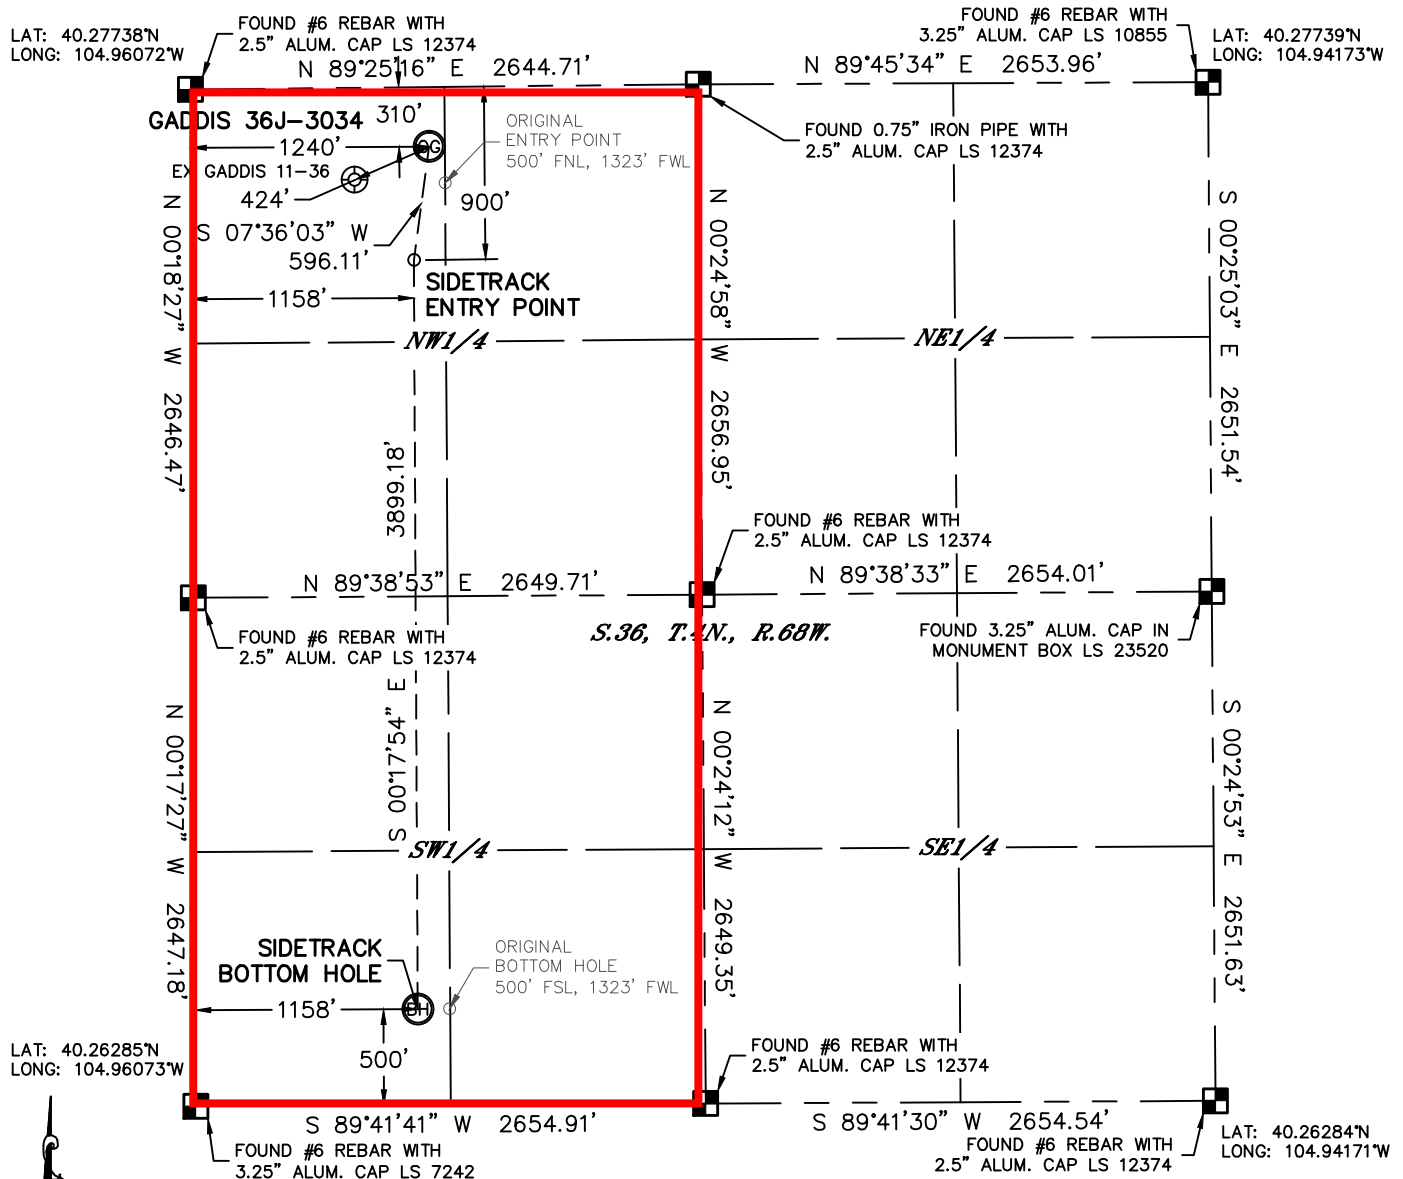 LAT: 40.27738°N
LONG: 104.96072°W
FOUND #6 REBAR WITH
2.5" ALUM. CAP LS 12374
FOUND #6 REBAR WITH
3.25" ALUM. CAP LS 10855
LAT: 40.27739°N
LONG: 104.94173°W
N 89°25'16" E 2644.71'
N 89°45'34" E 2653.96'
GADDIS 36J-3034
310'
OG
1240'
EX GADDIS 11-36
424'
ORIGINAL
ENTRY POINT
500' FNL, 1323' FWL
900'
FOUND 0.75" IRON PIPE WITH
2.5" ALUM. CAP LS 12374
S 07°36'03" W
596.11'
SIDETRACK
ENTRY POINT
1158'
N 00°18'27" W 2646.47'
N 00°24'58" W 2656.95'
S 00°25'03" E 2651.54'
NW1/4
NE1/4
3899.18'
S 00°17'54" E
FOUND #6 REBAR WITH
2.5" ALUM. CAP LS 12374
N 89°38'53" E 2649.71'
N 89°38'33" E 2654.01'
S.36, T.4N., R.68W.
FOUND #6 REBAR WITH
2.5" ALUM. CAP LS 12374
FOUND 3.25" ALUM. CAP IN
MONUMENT BOX LS 23520
N 00°17'27" W 2647.18'
N 00°24'12" W 2649.35'
S 00°24'53" E 2651.63'
SW1/4
SE1/4
SIDETRACK
BOTTOM HOLE
BH
ORIGINAL
BOTTOM HOLE
500' FSL, 1323' FWL
1158'
500'
LAT: 40.26285°N
LONG: 104.96073°W
FOUND #6 REBAR WITH
2.5" ALUM. CAP LS 12374
S 89°41'41" W 2654.91'
S 89°41'30" W 2654.54'
FOUND #6 REBAR WITH
3.25" ALUM. CAP LS 7242
FOUND #6 REBAR WITH
2.5" ALUM. CAP LS 12374
LAT: 40.26284°N
LONG: 104.94171°W